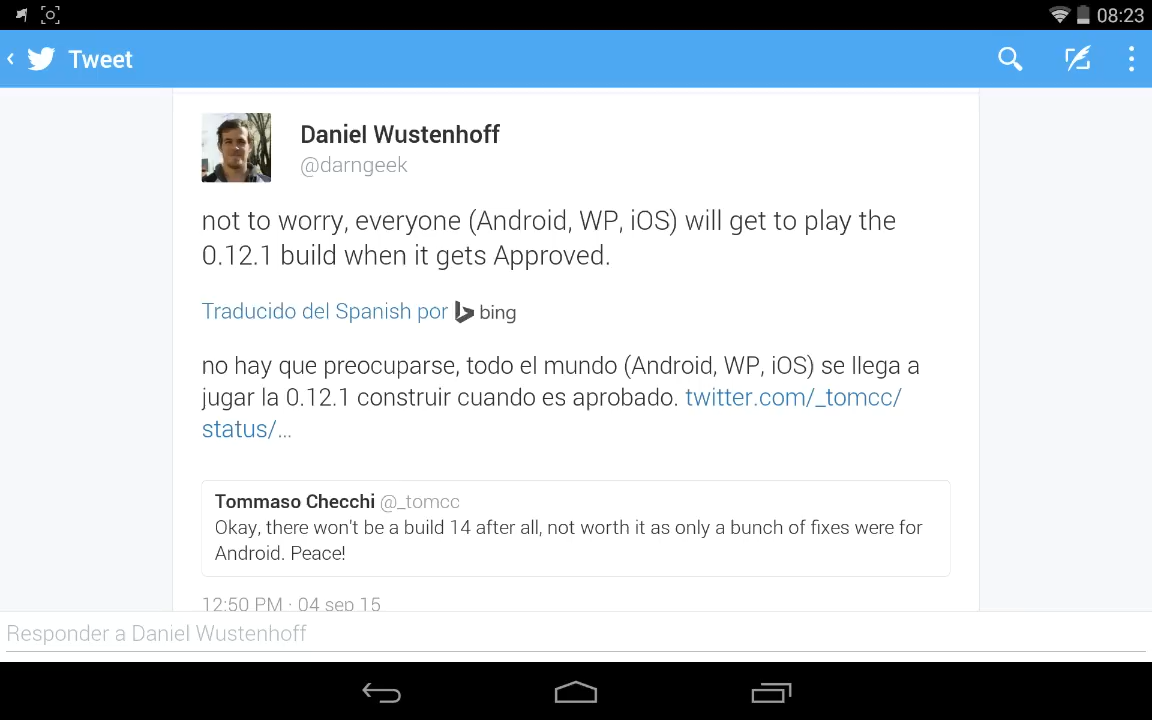 08:23
Tweet
Daniel Wustenhoff
@darngeek
not to worry, everyone (Android, WP, iOS) will get to play the
0.12.1 build when it gets Approved.
Traducido del Spanish por bing
no hay que preocuparse, todo el mundo (Android, WP, iOS) se llega a
jugar la 0.12.1 construir cuando es aprobado. twitter.com/_tomcc/
status/...
Tommaso Checchi @_tomcc
Okay, there won't be a build 14 after all, not worth it as only a bunch of fixes were for
Android. Peace!
12:50 PM · 04 sep 15
Responder a Daniel Wustenhoff